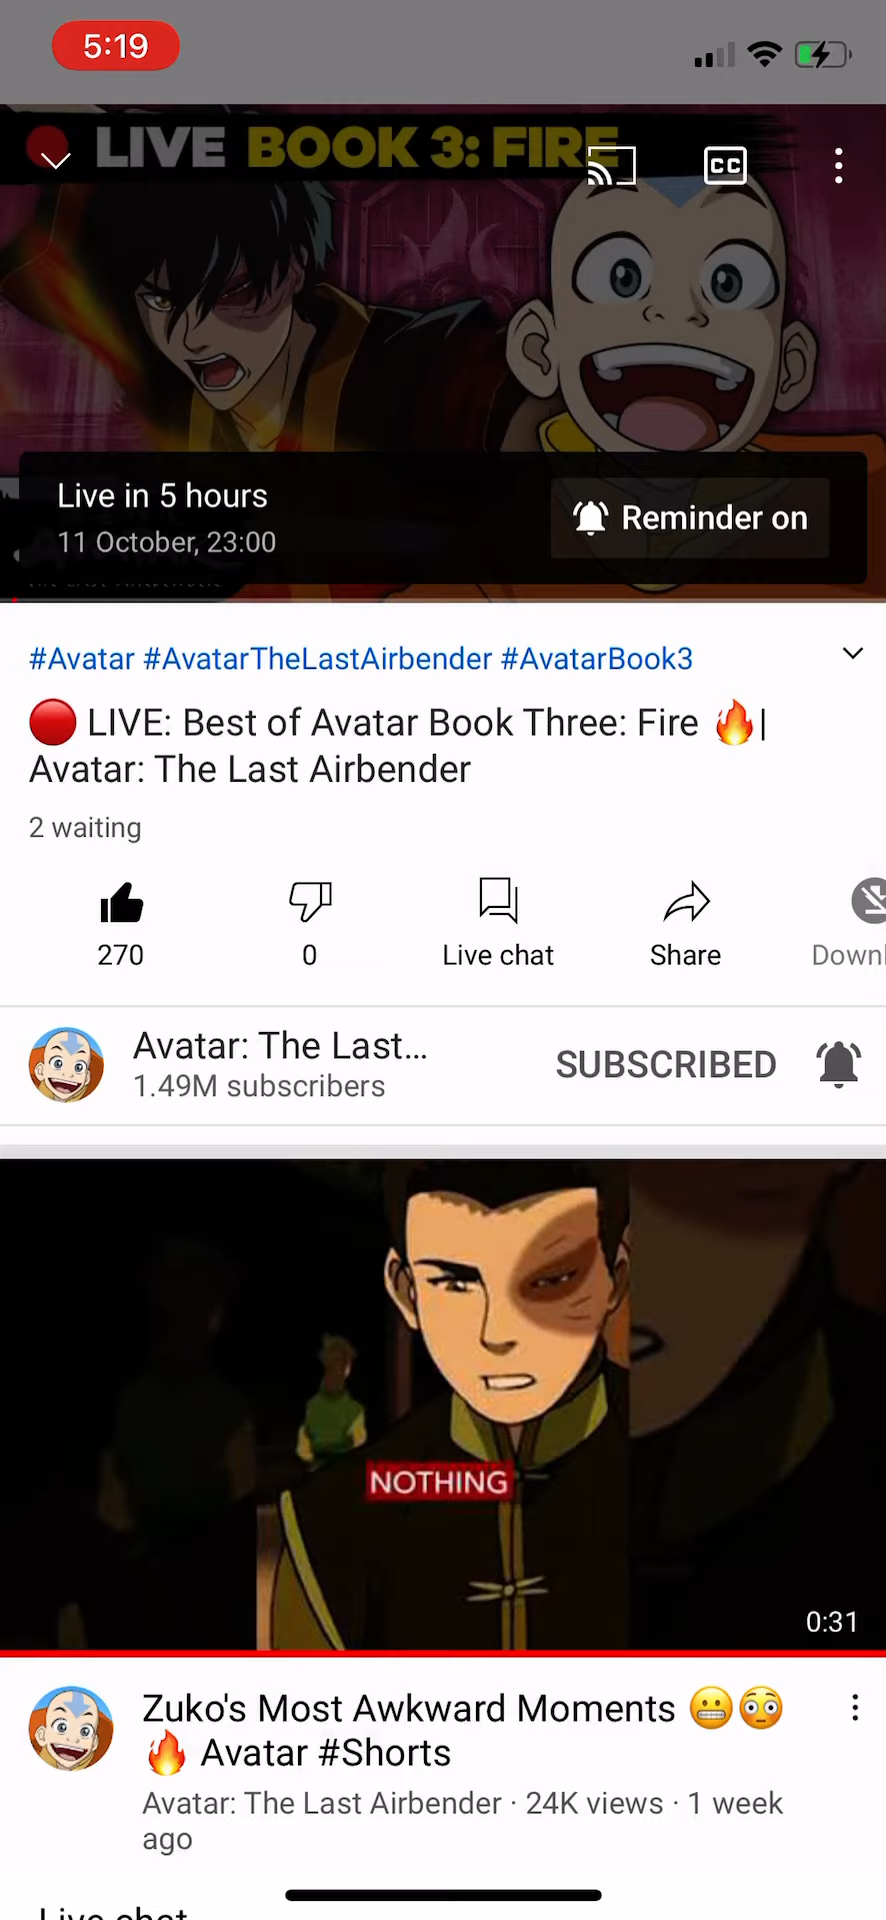 5:19
LIVE BOOK 3: FIRE
CC
Live in 5 hours
11 October, 23:00
Reminder on
#Avatar #AvatarTheLastAirbender #AvatarBook3
🔴 LIVE: Best of Avatar Book Three: Fire 🔥|
Avatar: The Last Airbender
2 waiting
270
0
Live chat
Share
Downl
Avatar: The Last...
1.49M subscribers
SUBSCRIBED
NOTHING
0:31
Zuko's Most Awkward Moments 😬😳
🔥 Avatar #Shorts
Avatar: The Last Airbender · 24K views · 1 week
ago
Live chat